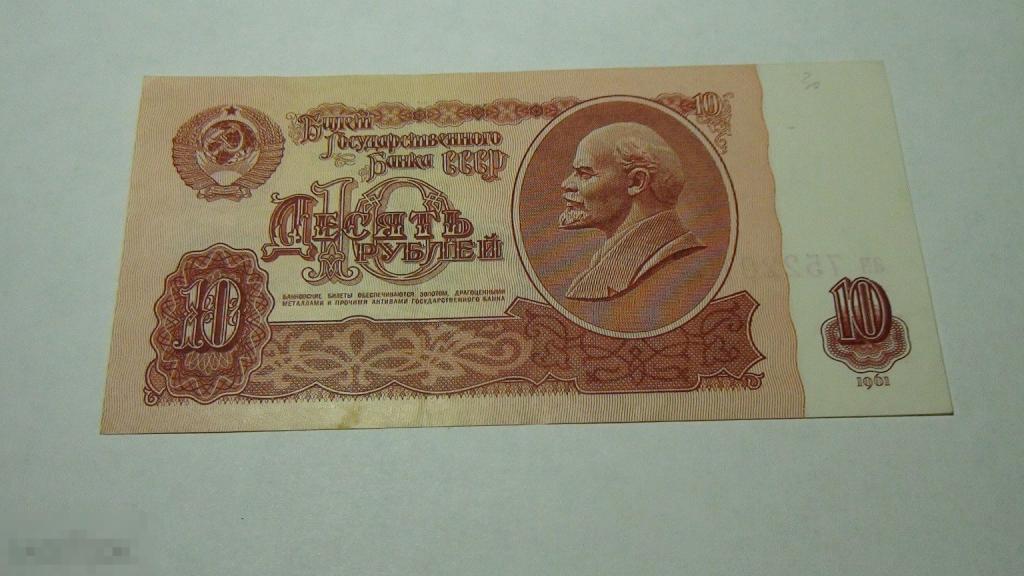 Билет
Государственного
Банка СССР
10
10
Десять
рублей
БАНКОВСКИЕ БИЛЕТЫ ОБЕСПЕЧИВАЮТСЯ ЗОЛОТОМ, ДРАГОЦЕННЫМИ
МЕТАЛЛАМИ И ПРОЧИМИ АКТИВАМИ ГОСУДАРСТВЕННОГО БАНКА
10
10
1961